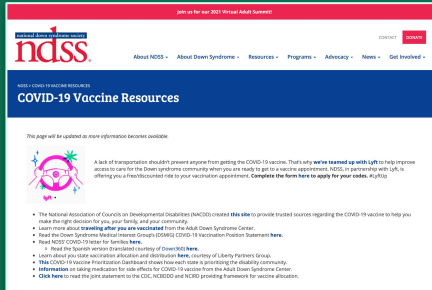 Join us for our 2021 Virtual Adult Summit!
national down syndrome society
ndss
CONTACT DONATE
About NDSS About Down Syndrome Resources Programs Advocacy News Get Involved
NDSS > COVID-19 VACCINE RESOURCES
COVID-19 Vaccine Resources
This page will be updated as more information becomes available.
A lack of transportation shouldn't prevent anyone from getting the COVID-19 vaccine. That's why we've teamed up with Lyft to help improve
access to care for the Down syndrome community when you are ready to get to a vaccine appointment. NDSS, in partnership with Lyft, is
offering you a free/discounted ride to your vaccination appointment. Complete the form here to apply for your codes. #LyftUp
• The National Association of Councils on Developmental Disabilities (NACDD) created this site to provide trusted sources regarding the COVID-19 vaccine to help you
make the right decision for you, your family, and your community.
• Learn more about traveling after you are vaccinated from the Adult Down Syndrome Center.
• Read the Down Syndrome Medical Interest Group's (DSMIG) COVID-19 Vaccination Position Statement here.
• Read NDSS' COVID-19 letter for families here.
• Read the Spanish version (translated courtesy of Down360) here.
• Learn about you state vaccination allocation and distribution here, courtesy of Liberty Partners Group.
• This COVID-19 Vaccine Prioritization Dashboard shows how each state is prioritizing the disability community.
• Information on taking medication for side effects for COVID-19 vaccine from the Adult Down Syndrome Center.
• Click here to read the joint statement to the CDC, NCBDDD and NCIRD providing framework for vaccine allocation.